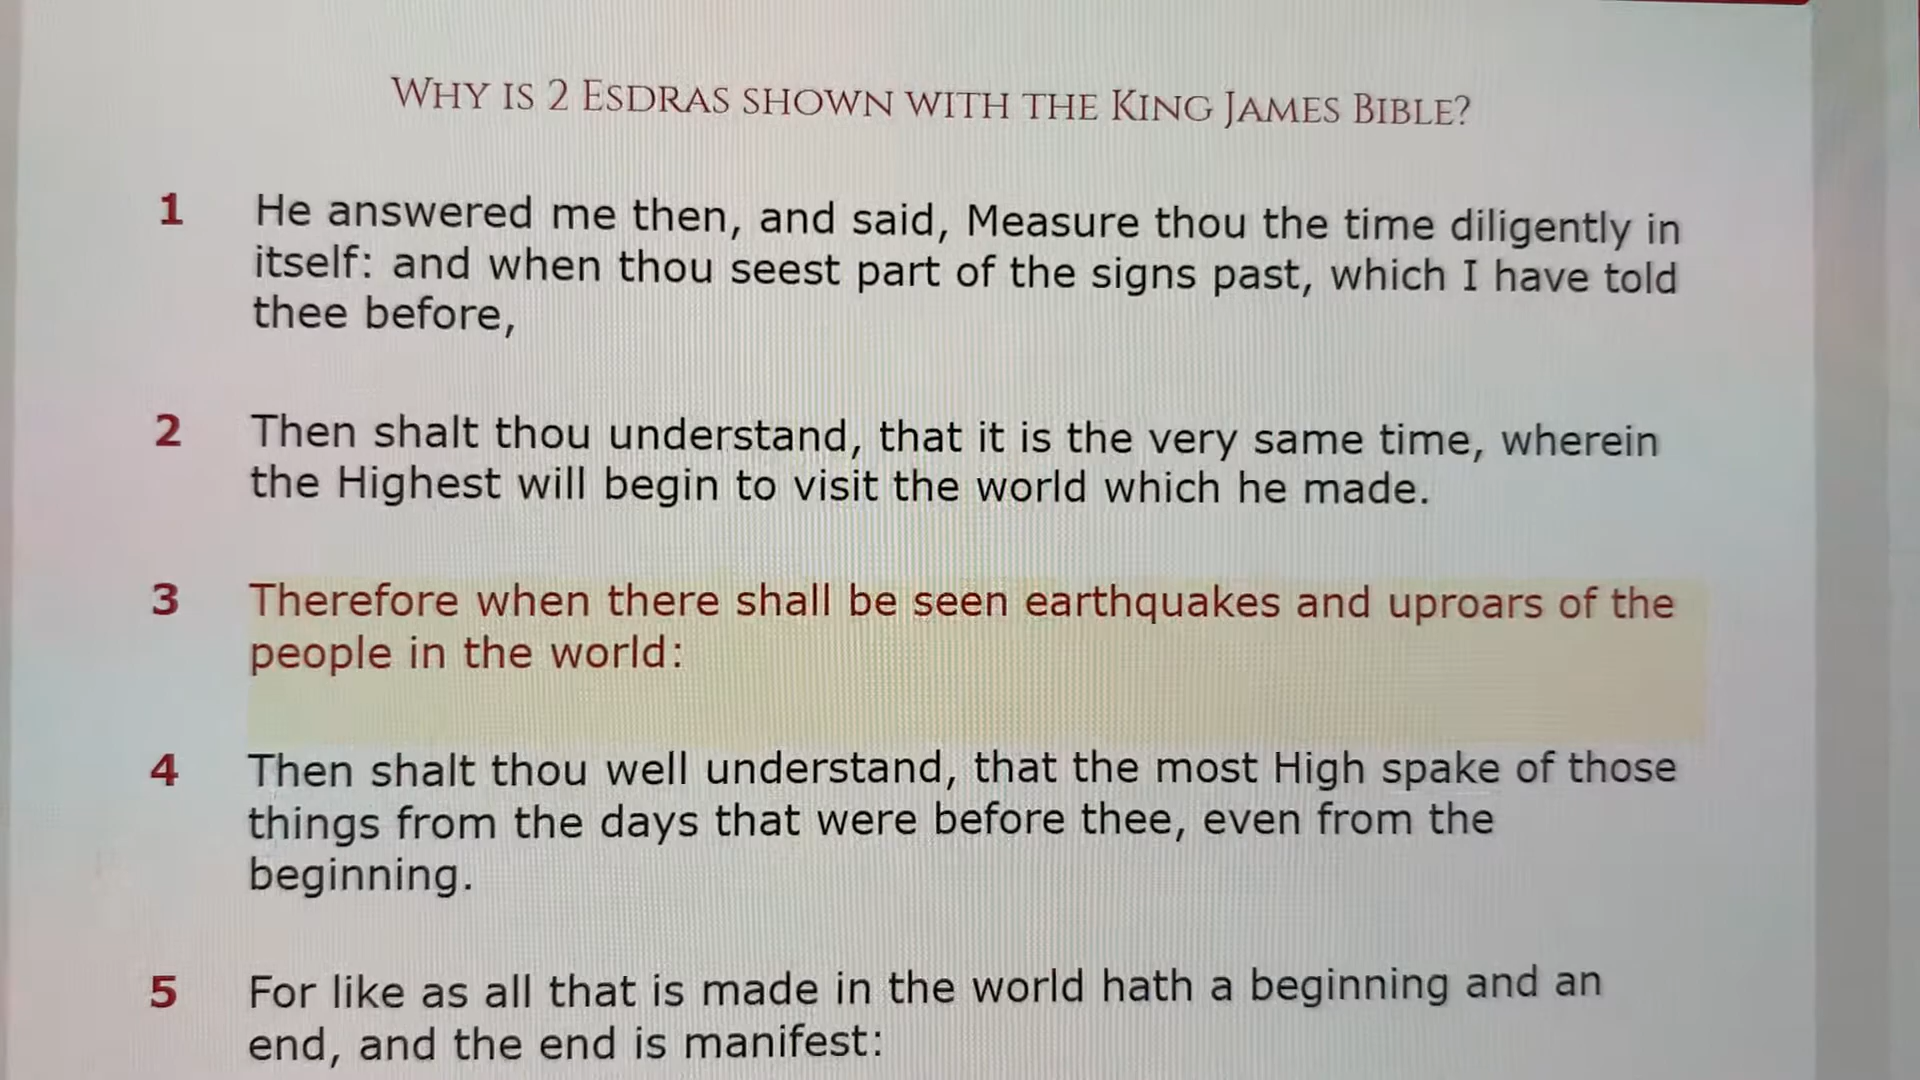 WHY IS 2 ESDRAS SHOWN WITH THE KING JAMES BIBLE?
1 He answered me then, and said, Measure thou the time diligently in
itself: and when thou seest part of the signs past, which I have told
thee before,
2 Then shalt thou understand, that it is the very same time, wherein
the Highest will begin to visit the world which he made.
3 Therefore when there shall be seen earthquakes and uproars of the
people in the world:
4 Then shalt thou well understand, that the most High spake of those
things from the days that were before thee, even from the
beginning.
5 For like as all that is made in the world hath a beginning and an
end, and the end is manifest: